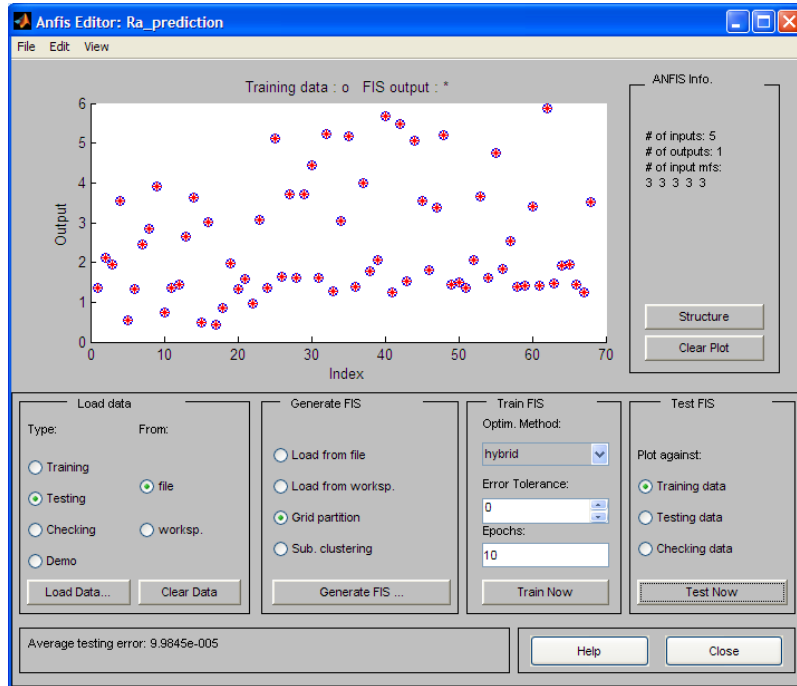 Anfis Editor: Ra_prediction
File Edit View
Training data : o FIS output : *
Output
6
5
4
3
2
1
0
0 10 20 30 40 50 60 70
Index
ANFIS Info.
# of inputs: 5
# of outputs: 1
# of input mfs:
3 3 3 3 3
Structure
Clear Plot
Load data
Type: From:
Training
Testing
Checking
Demo
file
worksp.
Load Data...
Clear Data
Generate FIS
Load from file
Load from worksp.
Grid partition
Sub. clustering
Generate FIS ...
Train FIS
Optim. Method:
hybrid
Error Tolerance:
0
Epochs:
10
Train Now
Test FIS
Plot against:
Training data
Testing data
Checking data
Test Now
Average testing error: 9.9845e-005
Help
Close